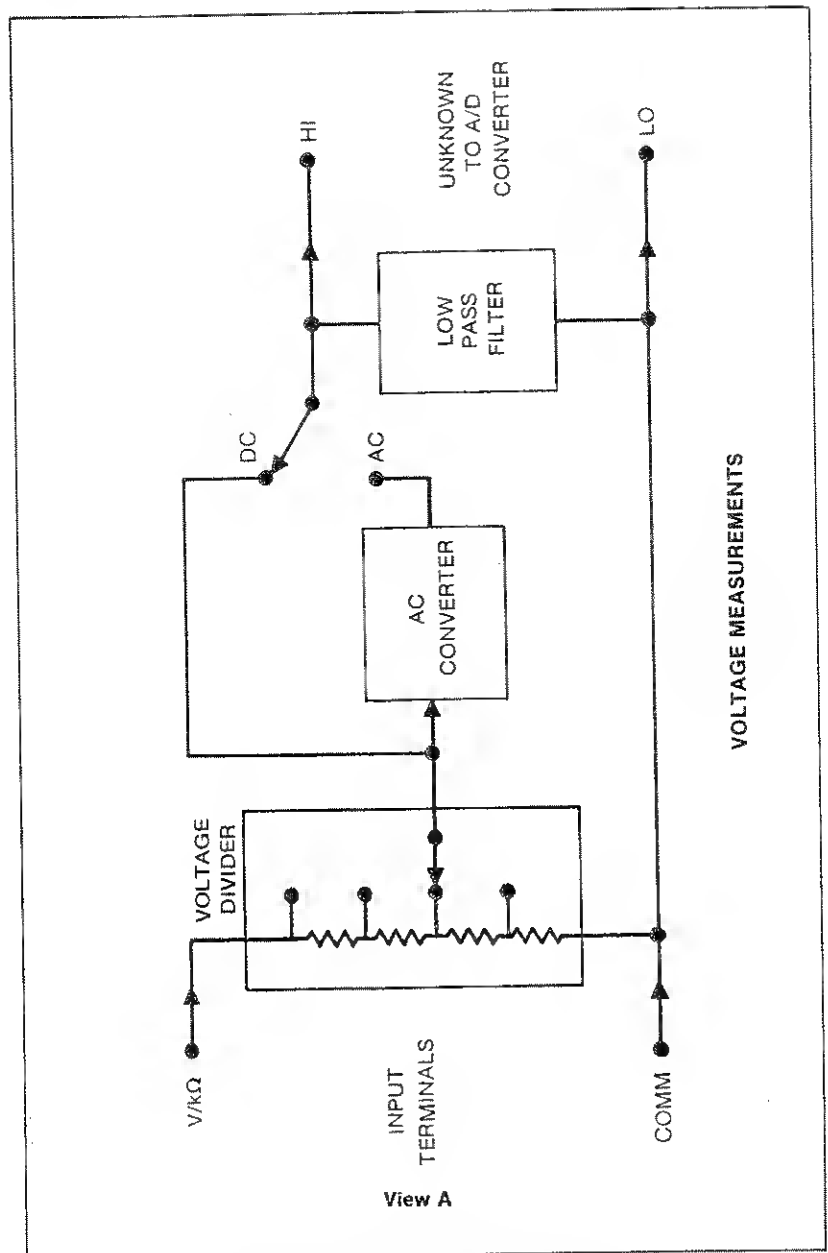 V/kΩ
VOLTAGE
DIVIDER
INPUT
TERMINALS
COMM
AC
CONVERTER
DC
AC
LOW
PASS
FILTER
HI
UNKNOWN
TO A/D
CONVERTER
LO
VOLTAGE MEASUREMENTS
View A